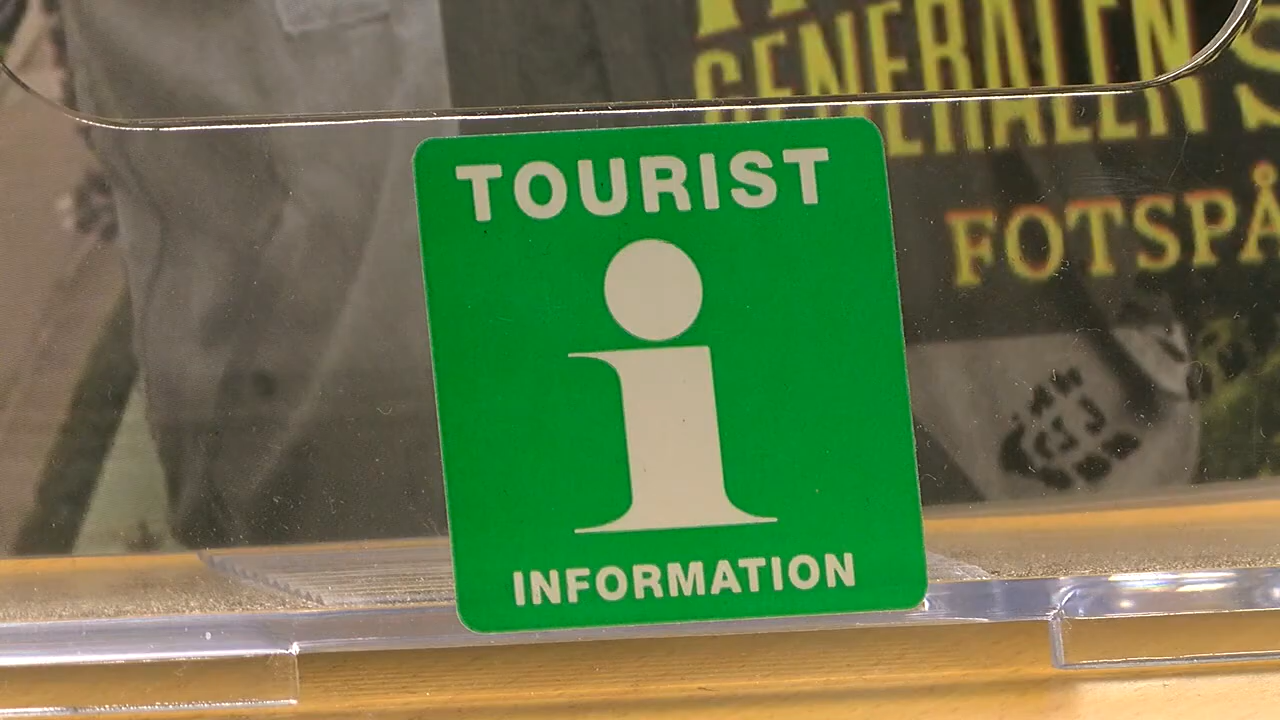 GENERALEN S
FOTSPÅ
TOURIST
i
INFORMATION